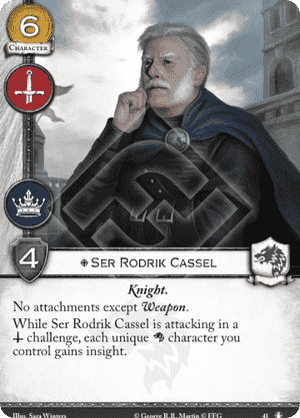 6
Character
4
Ser Rodrik Cassel
Knight.
No attachments except Weapon.
While Ser Rodrik Cassel is attacking in a
challenge, each unique character you
control gains insight.
Illus. Sara Winters © George R.R. Martin © FFG 41